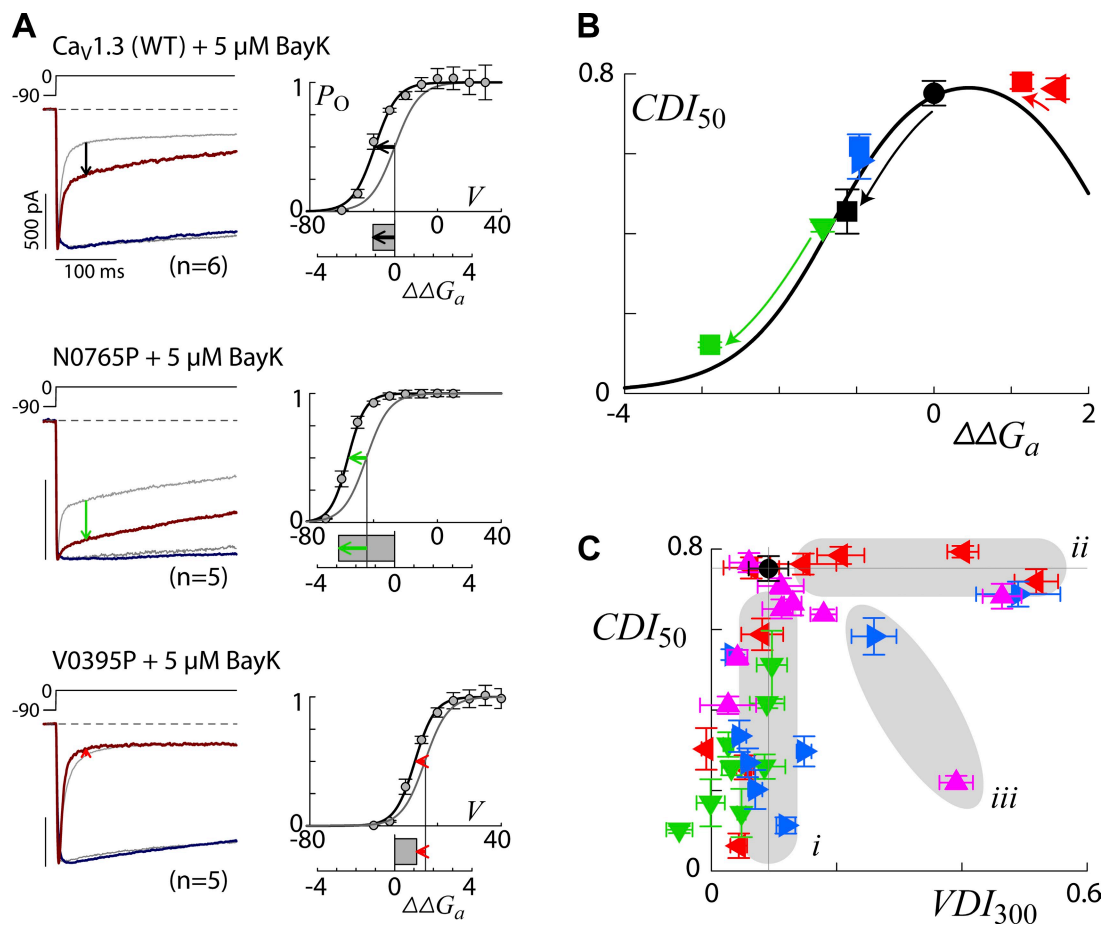 A
CaV1.3 (WT) + 5 µM BayK
0
-90
500 pA
100 ms
(n=6)
1
PO
0
V
-80
0
40
-4
0
4
ΔΔGa
N0765P + 5 µM BayK
0
-90
(n=5)
1
0
-80
0
40
-4
0
4
V0395P + 5 µM BayK
0
-90
(n=5)
1
0
V
-80
0
40
-4
0
4
ΔΔGa
B
0.8
CDI50
0
-4
0
2
ΔΔGa
C
0.8
CDI50
0
ii
iii
i
0
VDI300
0.6